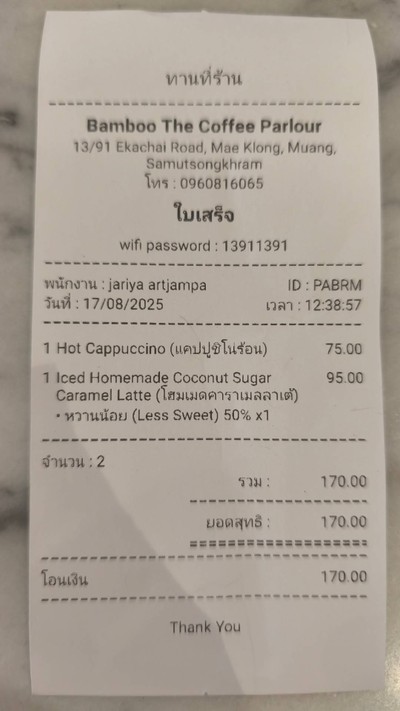 ทานที่ร้าน
Bamboo The Coffee Parlour
13/91 Ekachai Road, Mae Klong, Muang,
Samutsongkhram
โทร : 0960816065
ใบเสร็จ
wifi password : 13911391
พนักงาน : jariya artjampa ID : PABRM
วันที่ : 17/08/2025 เวลา : 12:38:57
1 Hot Cappuccino (แคปปูชิโนร้อน) 75.00
1 Iced Homemade Coconut Sugar 95.00
Caramel Latte (โฮมเมดคาราเมลลาเต้)
• หวานน้อย (Less Sweet) 50% x1
จำนวน : 2
รวม : 170.00
ยอดสุทธิ : 170.00
โอนเงิน 170.00
Thank You